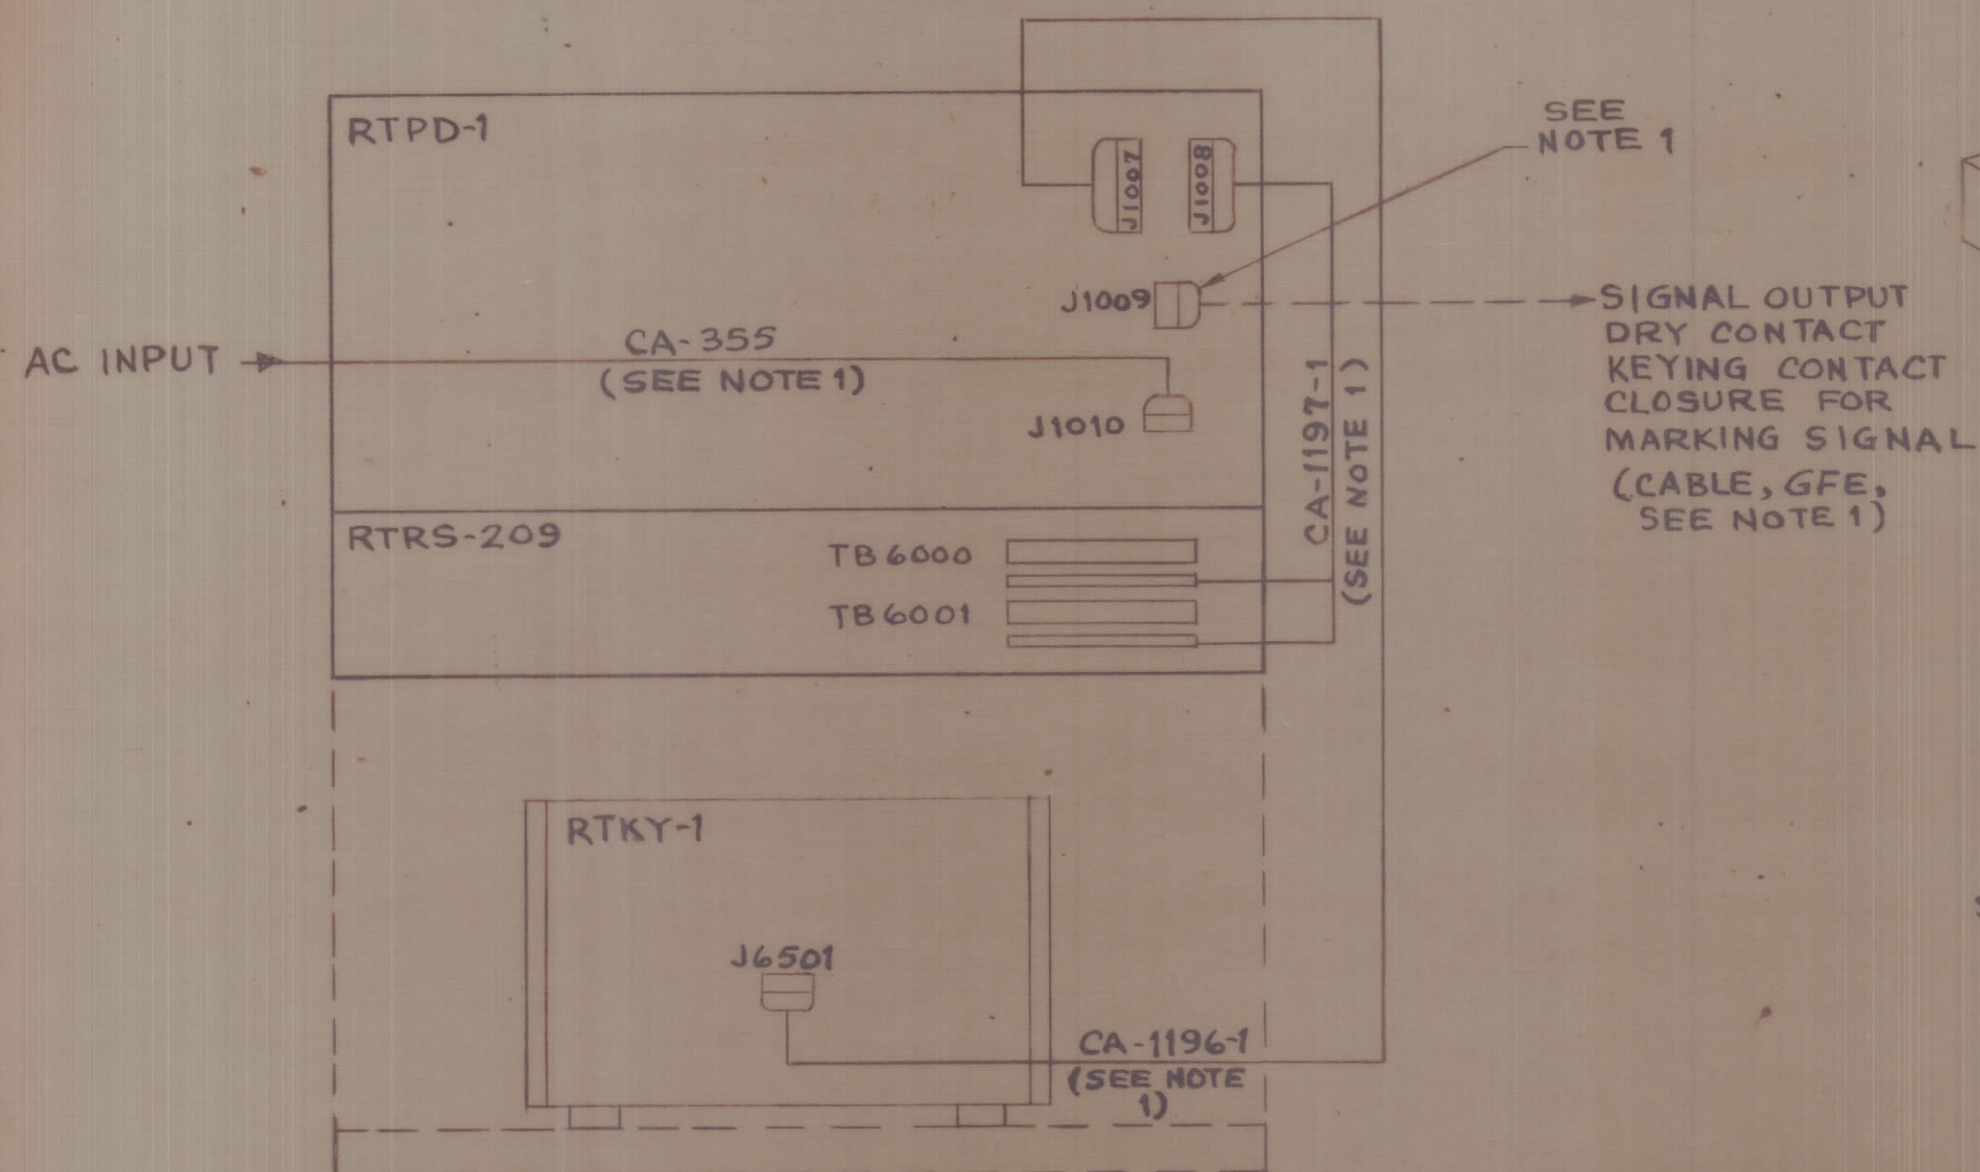 RTPD-1
J1007
J1008
SEE
NOTE 1
J1009
SIGNAL OUTPUT
DRY CONTACT
KEYING CONTACT
CLOSURE FOR
MARKING SIGNAL
(CABLE, GFE,
SEE NOTE 1)
AC INPUT
CA-355
(SEE NOTE 1)
J1010
CA-1197-1
(SEE NOTE 1)
RTRS-209
TB6000
TB6001
RTKY-1
J6501
CA-1196-1
(SEE NOTE
1)